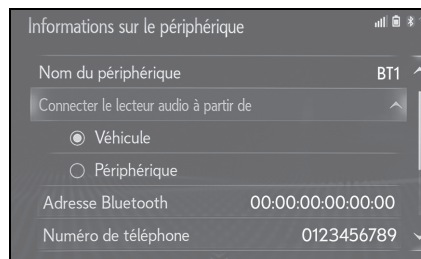 Informations sur le périphérique
Nom du périphérique BT1
Connecter le lecteur audio à partir de
Véhicule
Périphérique
Adresse Bluetooth 00:00:00:00:00:00
Numéro de téléphone 0123456789